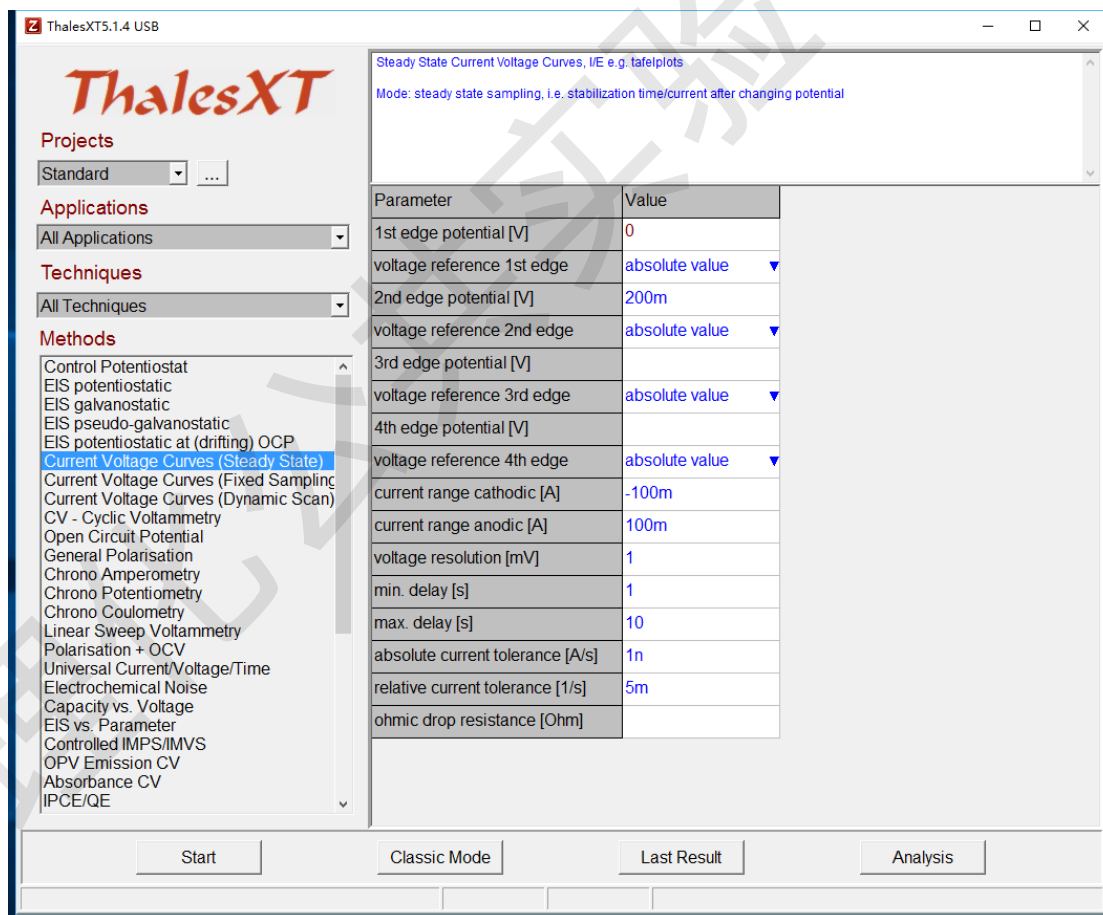 ThalesXT5.1.4 USB
ThalesXT
Projects
Standard
...
Applications
All Applications
Techniques
All Techniques
Methods
Control Potentiostat
EIS potentiostatic
EIS galvanostatic
EIS pseudo-galvanostatic
EIS potentiostatic at (drifting) OCP
Current Voltage Curves (Steady State)
Current Voltage Curves (Fixed Sampling
Current Voltage Curves (Dynamic Scan)
CV - Cyclic Voltammetry
Open Circuit Potential
General Polarisation
Chrono Amperometry
Chrono Potentiometry
Chrono Coulometry
Linear Sweep Voltammetry
Polarisation + OCV
Universal Current/Voltage/Time
Electrochemical Noise
Capacity vs. Voltage
EIS vs. Parameter
Controlled IMPS/IMVS
OPV Emission CV
Absorbance CV
IPCE/QE
Steady State Current Voltage Curves, I/E e.g. tafelplots
Mode: steady state sampling, i.e. stabilization time/current after changing potential
Parameter Value
1st edge potential [V] 0
voltage reference 1st edge absolute value
2nd edge potential [V] 200m
voltage reference 2nd edge absolute value
3rd edge potential [V]
voltage reference 3rd edge absolute value
4th edge potential [V]
voltage reference 4th edge absolute value
current range cathodic [A] -100m
current range anodic [A] 100m
voltage resolution [mV] 1
min. delay [s] 1
max. delay [s] 10
absolute current tolerance [A/s] 1n
relative current tolerance [1/s] 5m
ohmic drop resistance [Ohm]
Start Classic Mode Last Result Analysis
理化公共实验